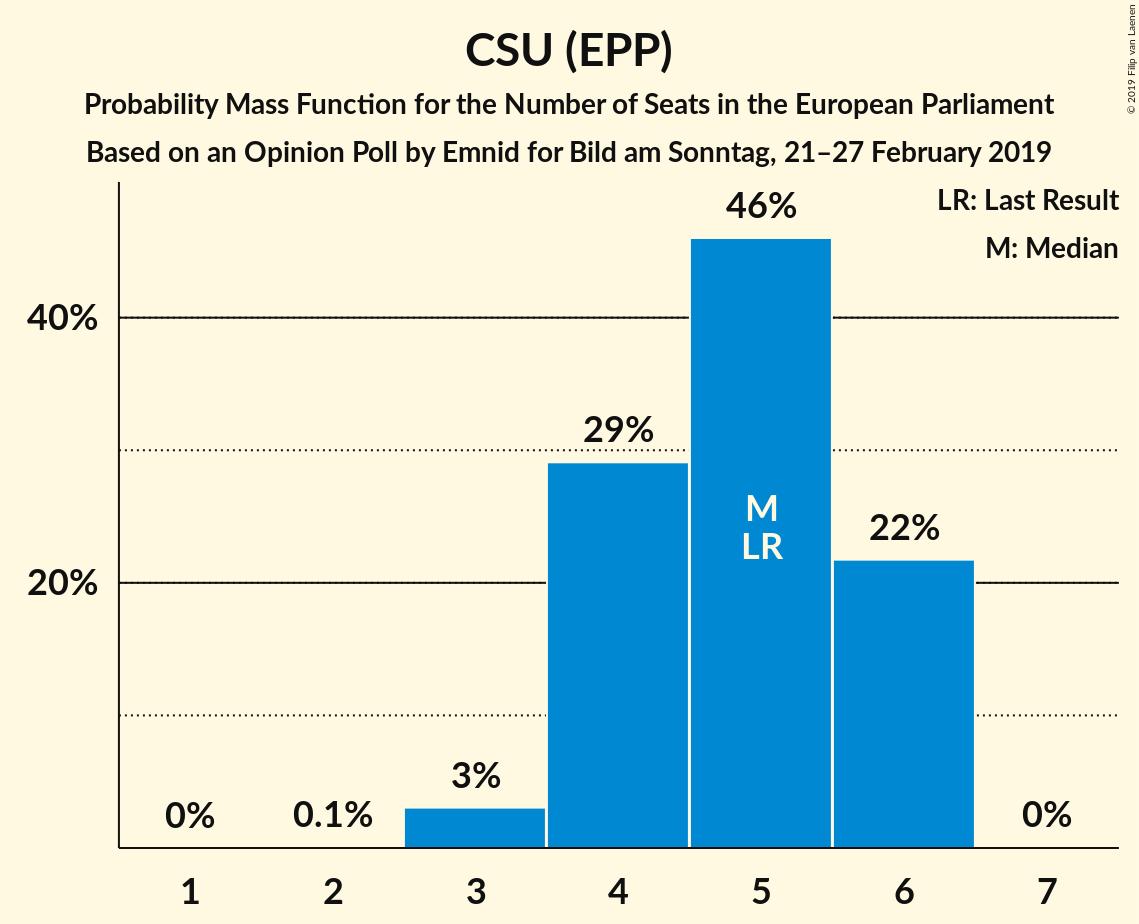 CSU (EPP)
Probability Mass Function for the Number of Seats in the European Parliament
Based on an Opinion Poll by Emnid for Bild am Sonntag, 21–27 February 2019
© 2019 Filip van Laenen
LR: Last Result
M: Median
40%
20%
0%
0.1%
3%
29%
46%
M
LR
22%
0%
1
2
3
4
5
6
7